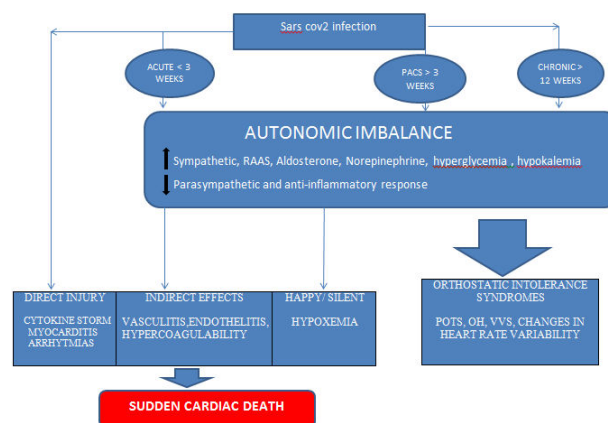 Sars cov2 infection
ACUTE < 3
WEEKS
PACS > 3
WEEKS
CHRONIC >
12 WEEKS
AUTONOMIC IMBALANCE
Sympathetic, RAAS, Aldosterone, Norepinephrine, hyperglycemia , hypokalemia
Parasympathetic and anti-inflammatory response
DIRECT INJURY
CYTOKINE STORM
MYOCARDITIS
ARRHYTMIAS
INDIRECT EFFECTS
VASCULITIS,ENDOTHELITIS,
HYPERCOAGULABILITY
HAPPY/ SILENT
HYPOXEMIA
ORTHOSTATIC INTOLERANCE
SYNDROMES
POTS, OH, VVS, CHANGES IN
HEART RATE VARIABILITY
SUDDEN CARDIAC DEATH